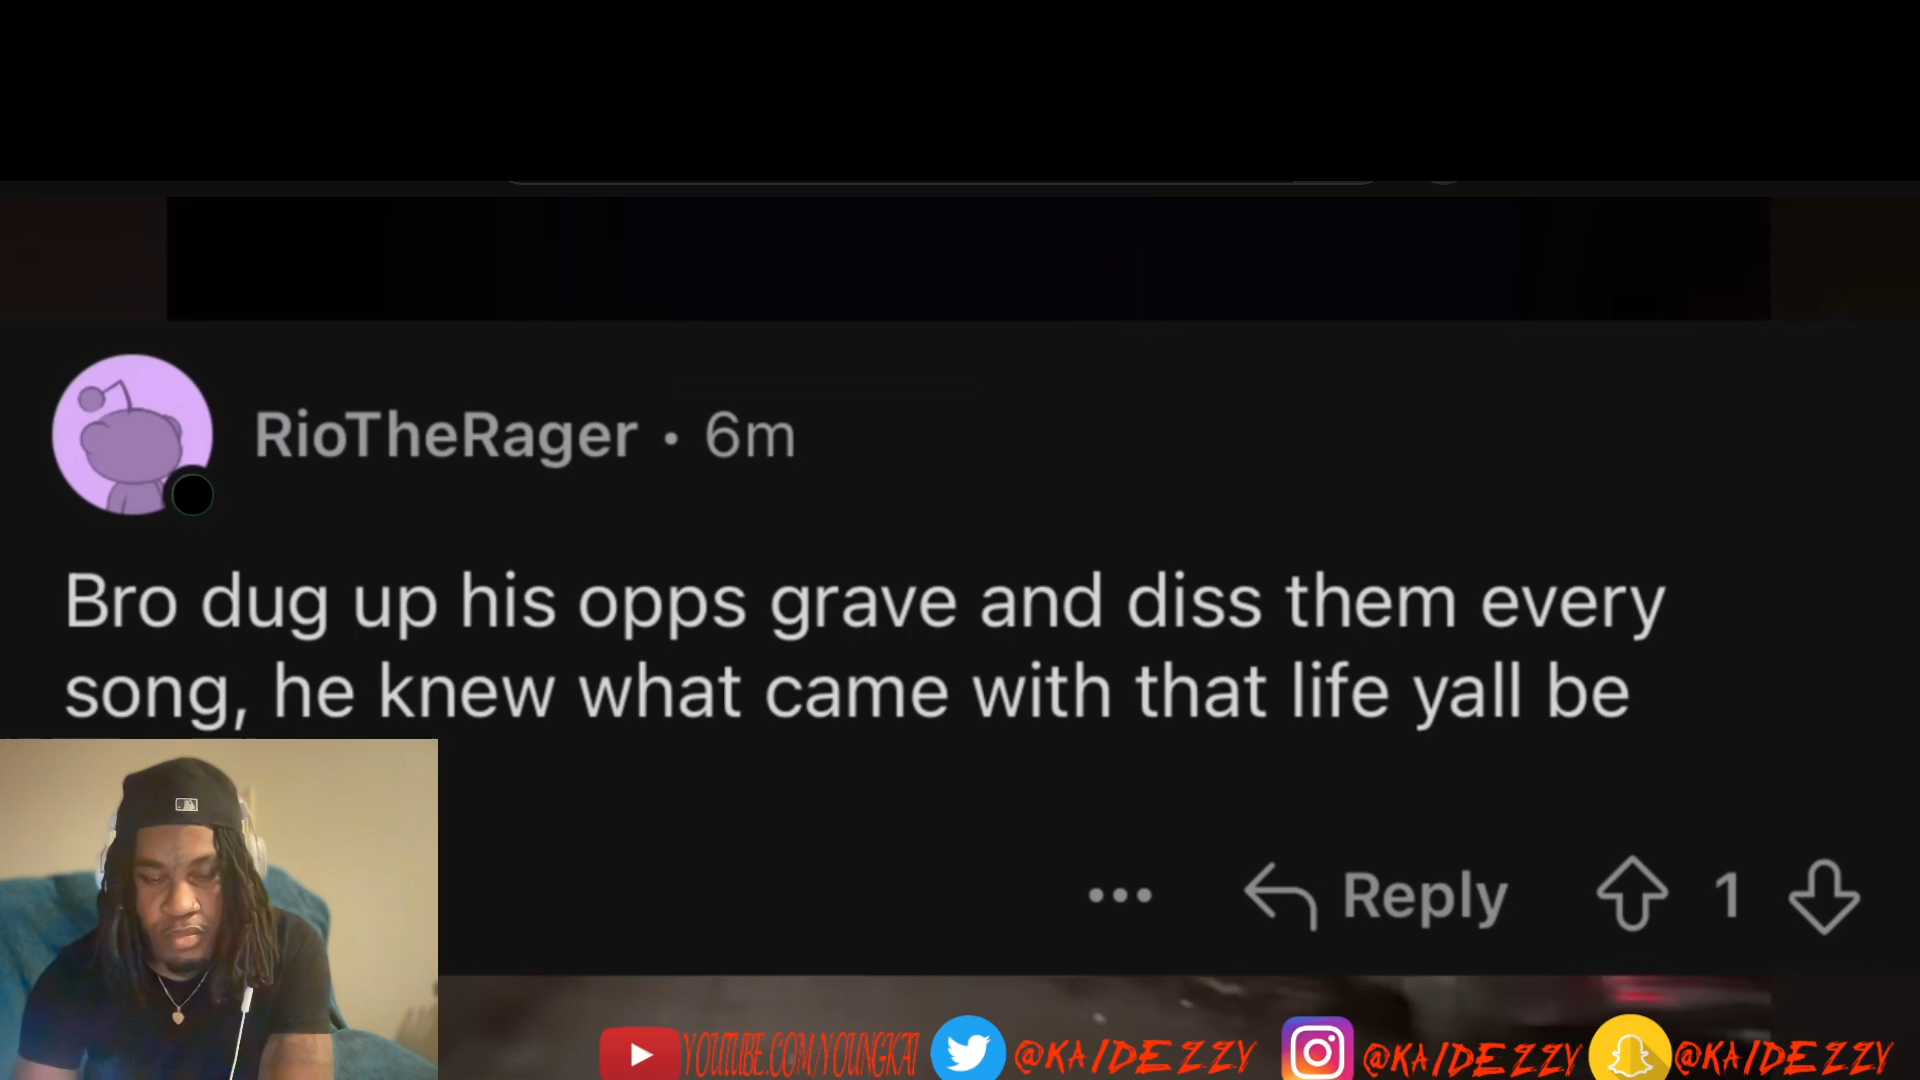 RioTheRager • 6m
Bro dug up his opps grave and diss them every
song, he knew what came with that life yall be
Reply 1
YOUTUBE.COM/YOUNGKAI @KAIDEZZY @KAIDEZZY @KAIDEZZY